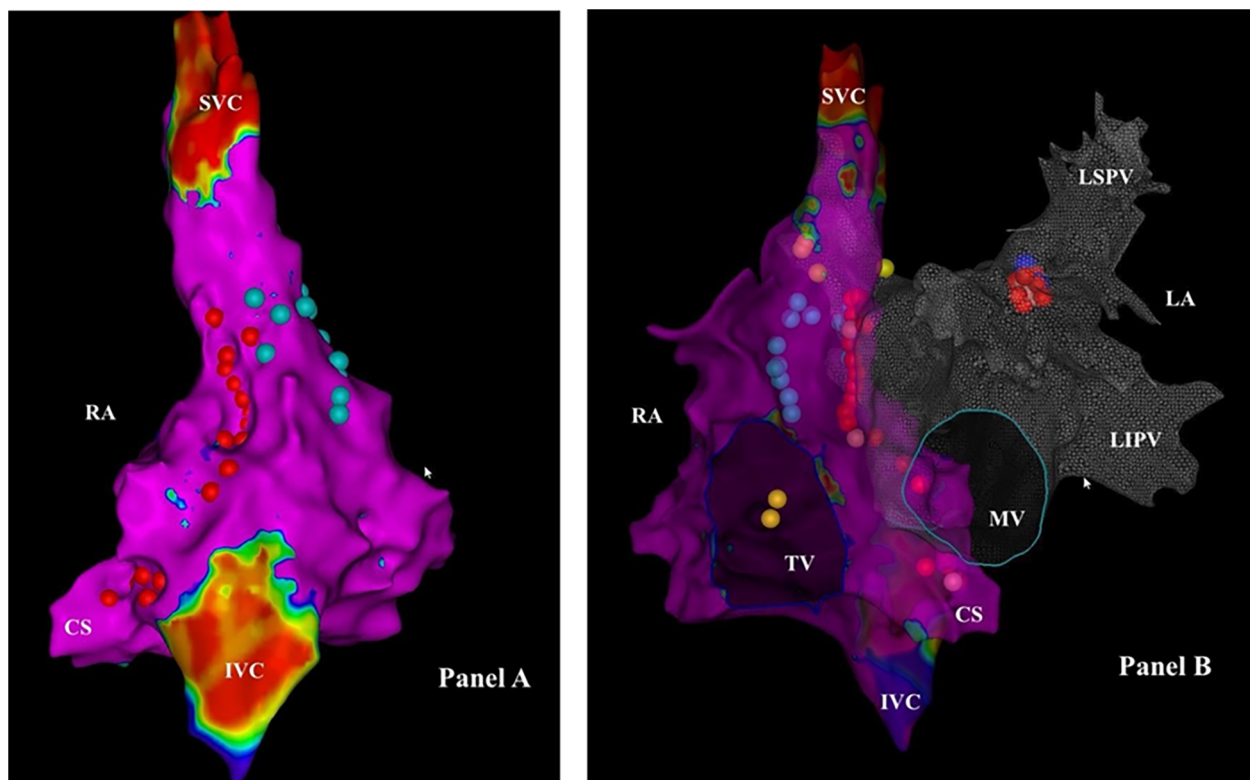 SVC
RA
CS
IVC
Panel A
SVC
LSPV
LA
RA
LIPV
MV
TV
CS
Panel B
IVC